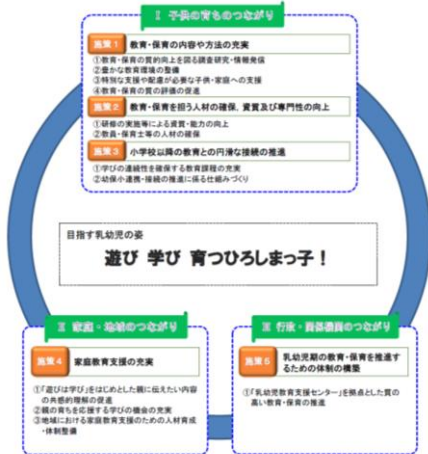 Ⅰ 子供の育ちのつながり
施策1 教育・保育の内容や方法の充実
①教育・保育の質的向上を図る調査研究・情報発信
②豊かな教育環境の整備
③特別な支援や配慮が必要な子供・家庭への支援
④教育・保育の質の評価の促進
施策2 教育・保育を担う人材の確保、資質及び専門性の向上
①研修の実施等による資質・能力の向上
②教員・保育士等の人材の確保
施策3 小学校以降の教育との円滑な接続の推進
①学びの連続性を確保する教育課程の充実
②幼保小連携・接続の推進に係る仕組みづくり
目指す乳幼児の姿
遊び 学び 育つひろしまっ子!
Ⅱ 家庭・地域のつながり
施策4 家庭教育支援の充実
①「遊びは学び」をはじめとした親に伝えたい内容
の共感的理解の促進
②親の育ちを応援する学びの機会の充実
③地域における家庭教育支援のための人材育成
・体制整備
Ⅲ 行政・関係機関のつながり
施策5 乳幼児期の教育・保育を推進す
るための体制の構築
①「乳幼児教育支援センター」を拠点とした質の
高い教育・保育の推進